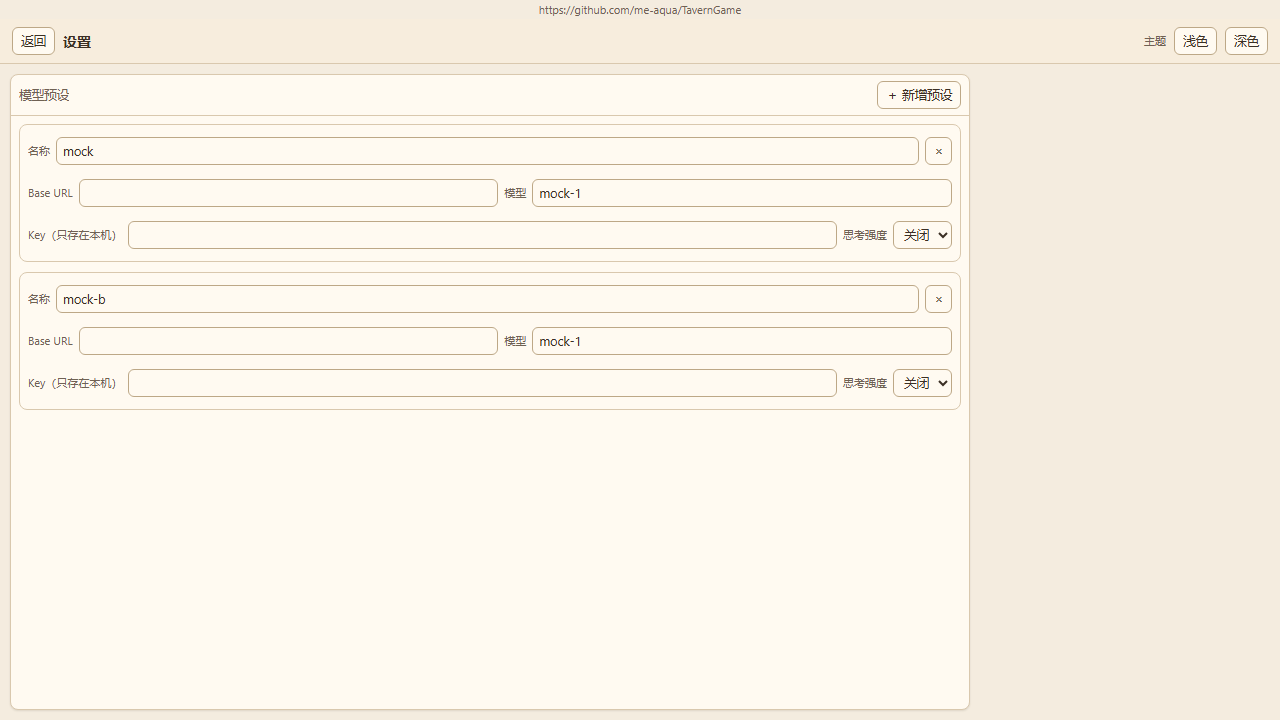 https://github.com/me-aqua/TavernGame
返回 设置 主题 浅色 深色
模型预设 + 新增预设
名称 mock ×
Base URL 模型 mock-1
Key（只存在本机） 思考强度 关闭
名称 mock-b ×
Base URL 模型 mock-1
Key（只存在本机） 思考强度 关闭